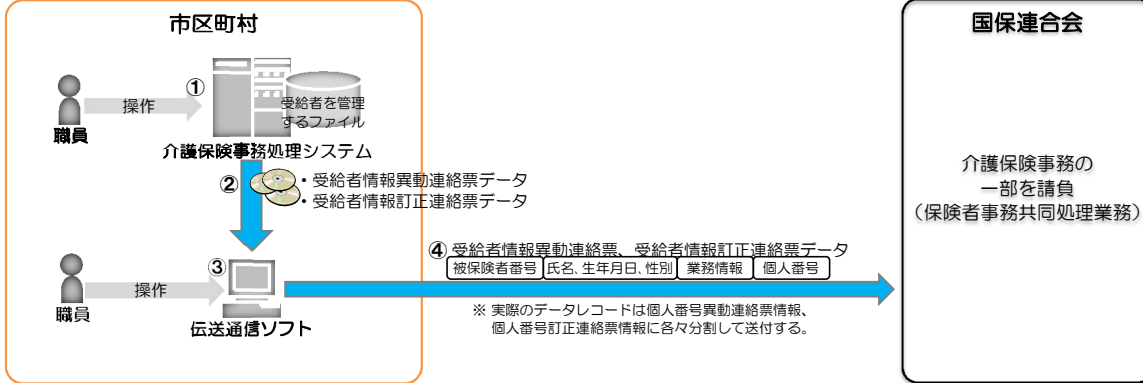 市区町村
国保連合会
①
操作
職員
受給者を管理
するファイル
介護保険事務処理システム
②
・受給者情報異動連絡票データ
・受給者情報訂正連絡票データ
介護保険事務の
一部を請負
（保険者事務共同処理業務）
③
操作
職員
伝送通信ソフト
④ 受給者情報異動連絡票、受給者情報訂正連絡票データ
被保険者番号 氏名、生年月日、性別 業務情報 個人番号
※ 実際のデータレコードは個人番号異動連絡票情報、
個人番号訂正連絡票情報に各々分割して送付する。